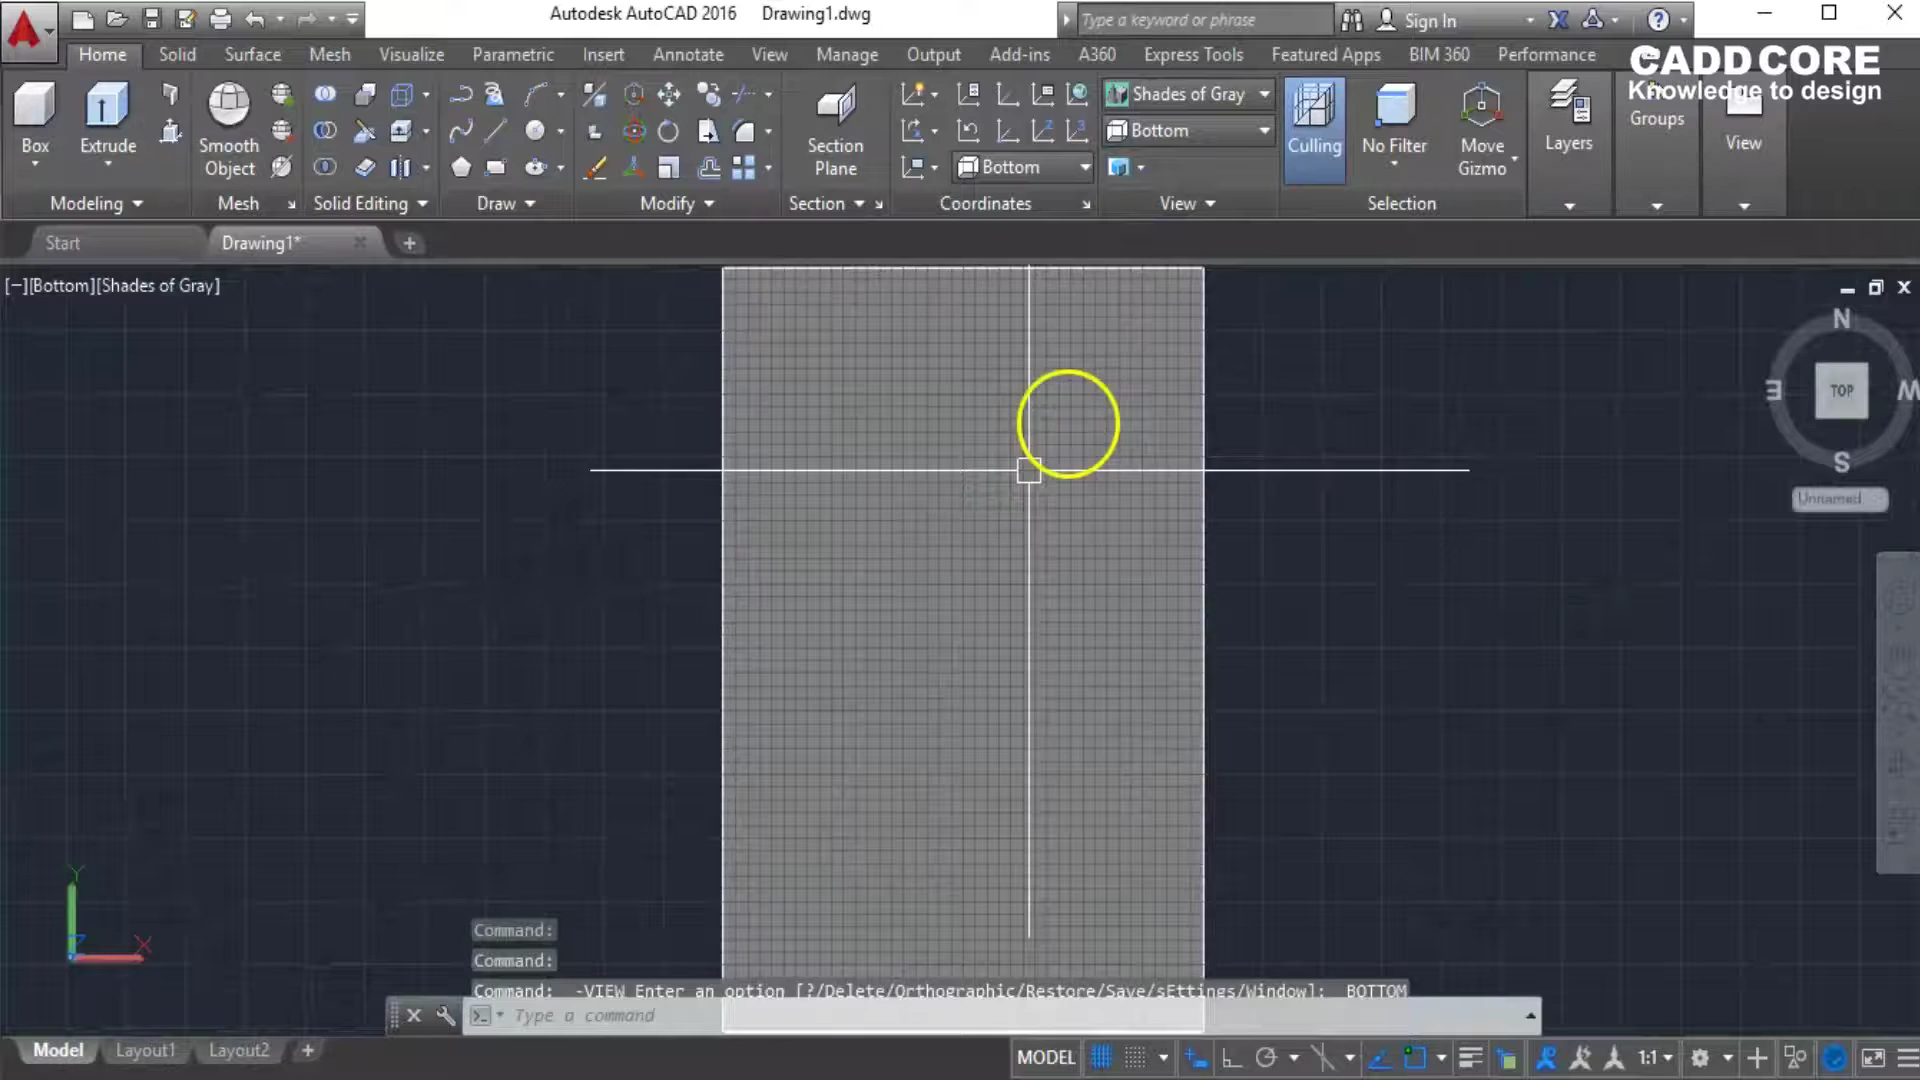 Autodesk AutoCAD 2016 Drawing1.dwg
Type a keyword or phrase
Sign In
Home Solid Surface Mesh Visualize Parametric Insert Annotate View Manage Output Add-ins A360 Express Tools Featured Apps BIM 360 Performance
CADD CORE
Knowledge to design
Box
Extrude
Smooth
Object
Section
Plane
Shades of Gray
Bottom
Bottom
Culling
No Filter
Move
Gizmo
Layers
Groups
View
Modeling Mesh Solid Editing Draw Modify Section Coordinates View Selection
Start Drawing1*
[−][Bottom][Shades of Gray]
N
E
TOP
W
S
Unnamed
Y
Z
X
Command:
Command:
Command: -VIEW Enter an option [?/Delete/Orthographic/Restore/Save/sEttings/Window]: BOTTOM
Type a command
Model Layout1 Layout2
MODEL
1:1